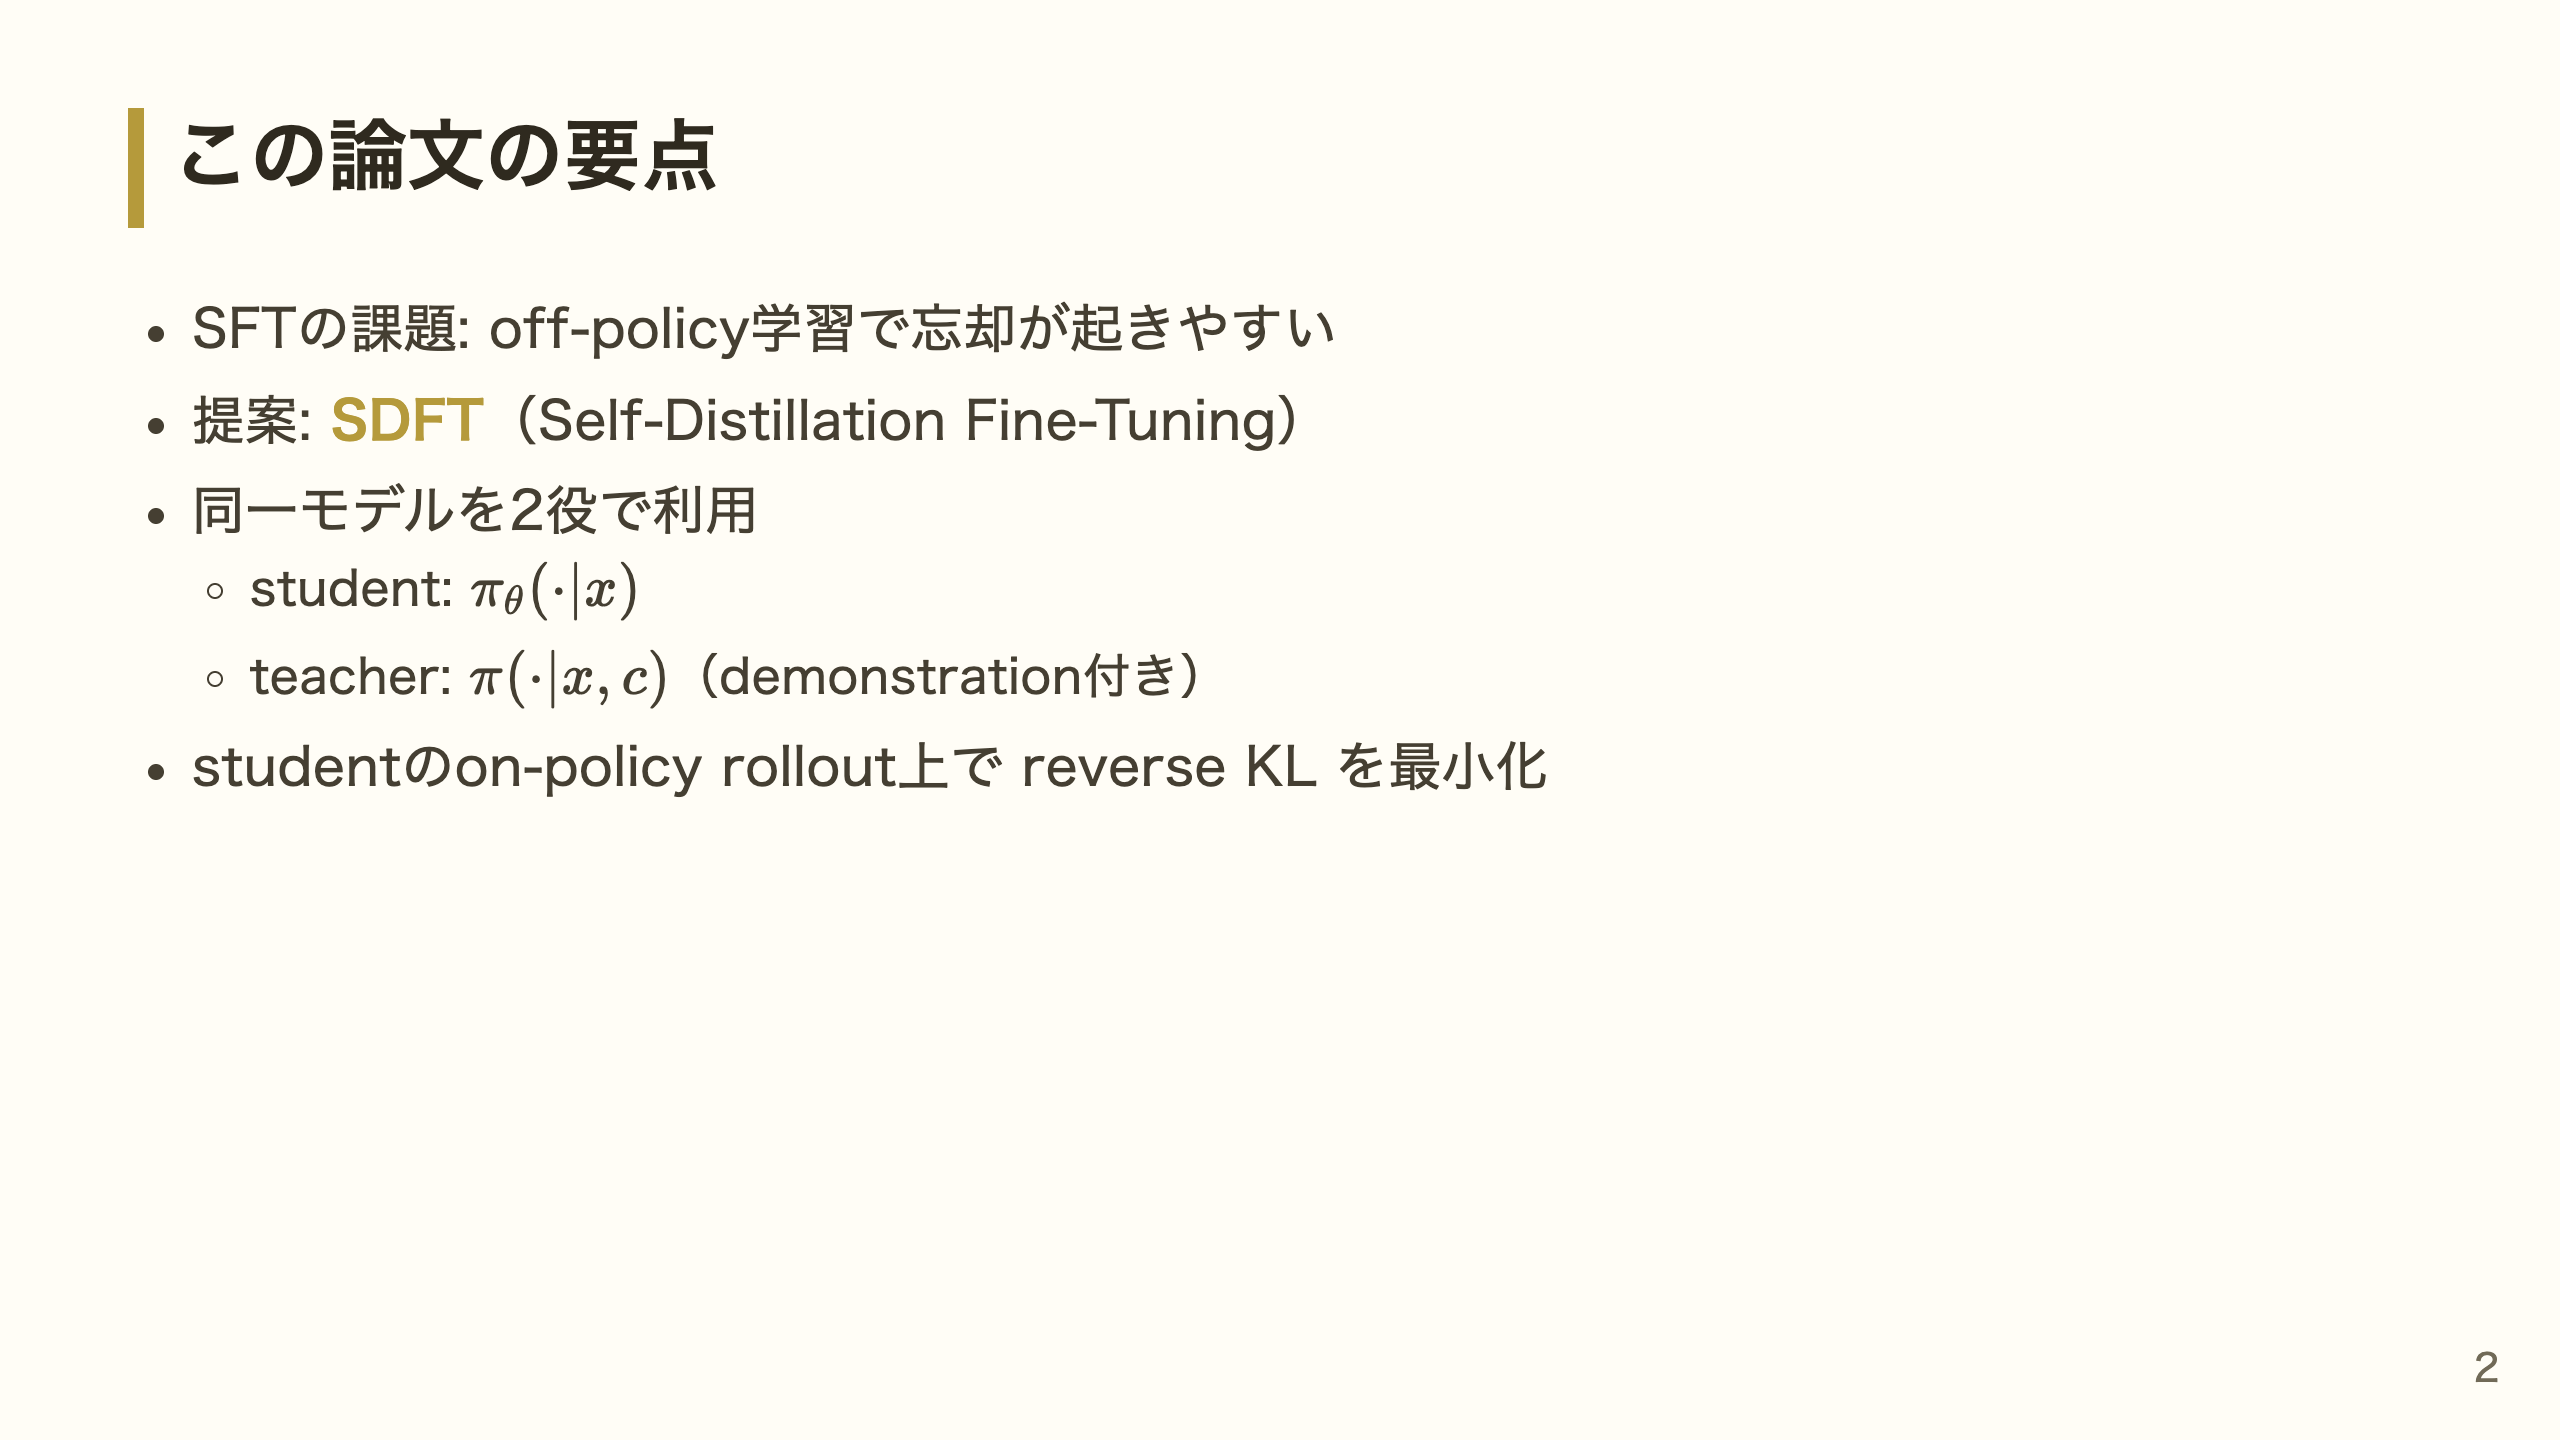 この論文の要点
• SFTの課題: off-policy学習で忘却が起きやすい
• 提案: SDFT（Self-Distillation Fine-Tuning）
• 同一モデルを2役で利用
◦ student: πθ(·|x)
◦ teacher: π(·|x, c)（demonstration付き）
• studentのon-policy rollout上で reverse KL を最小化
2